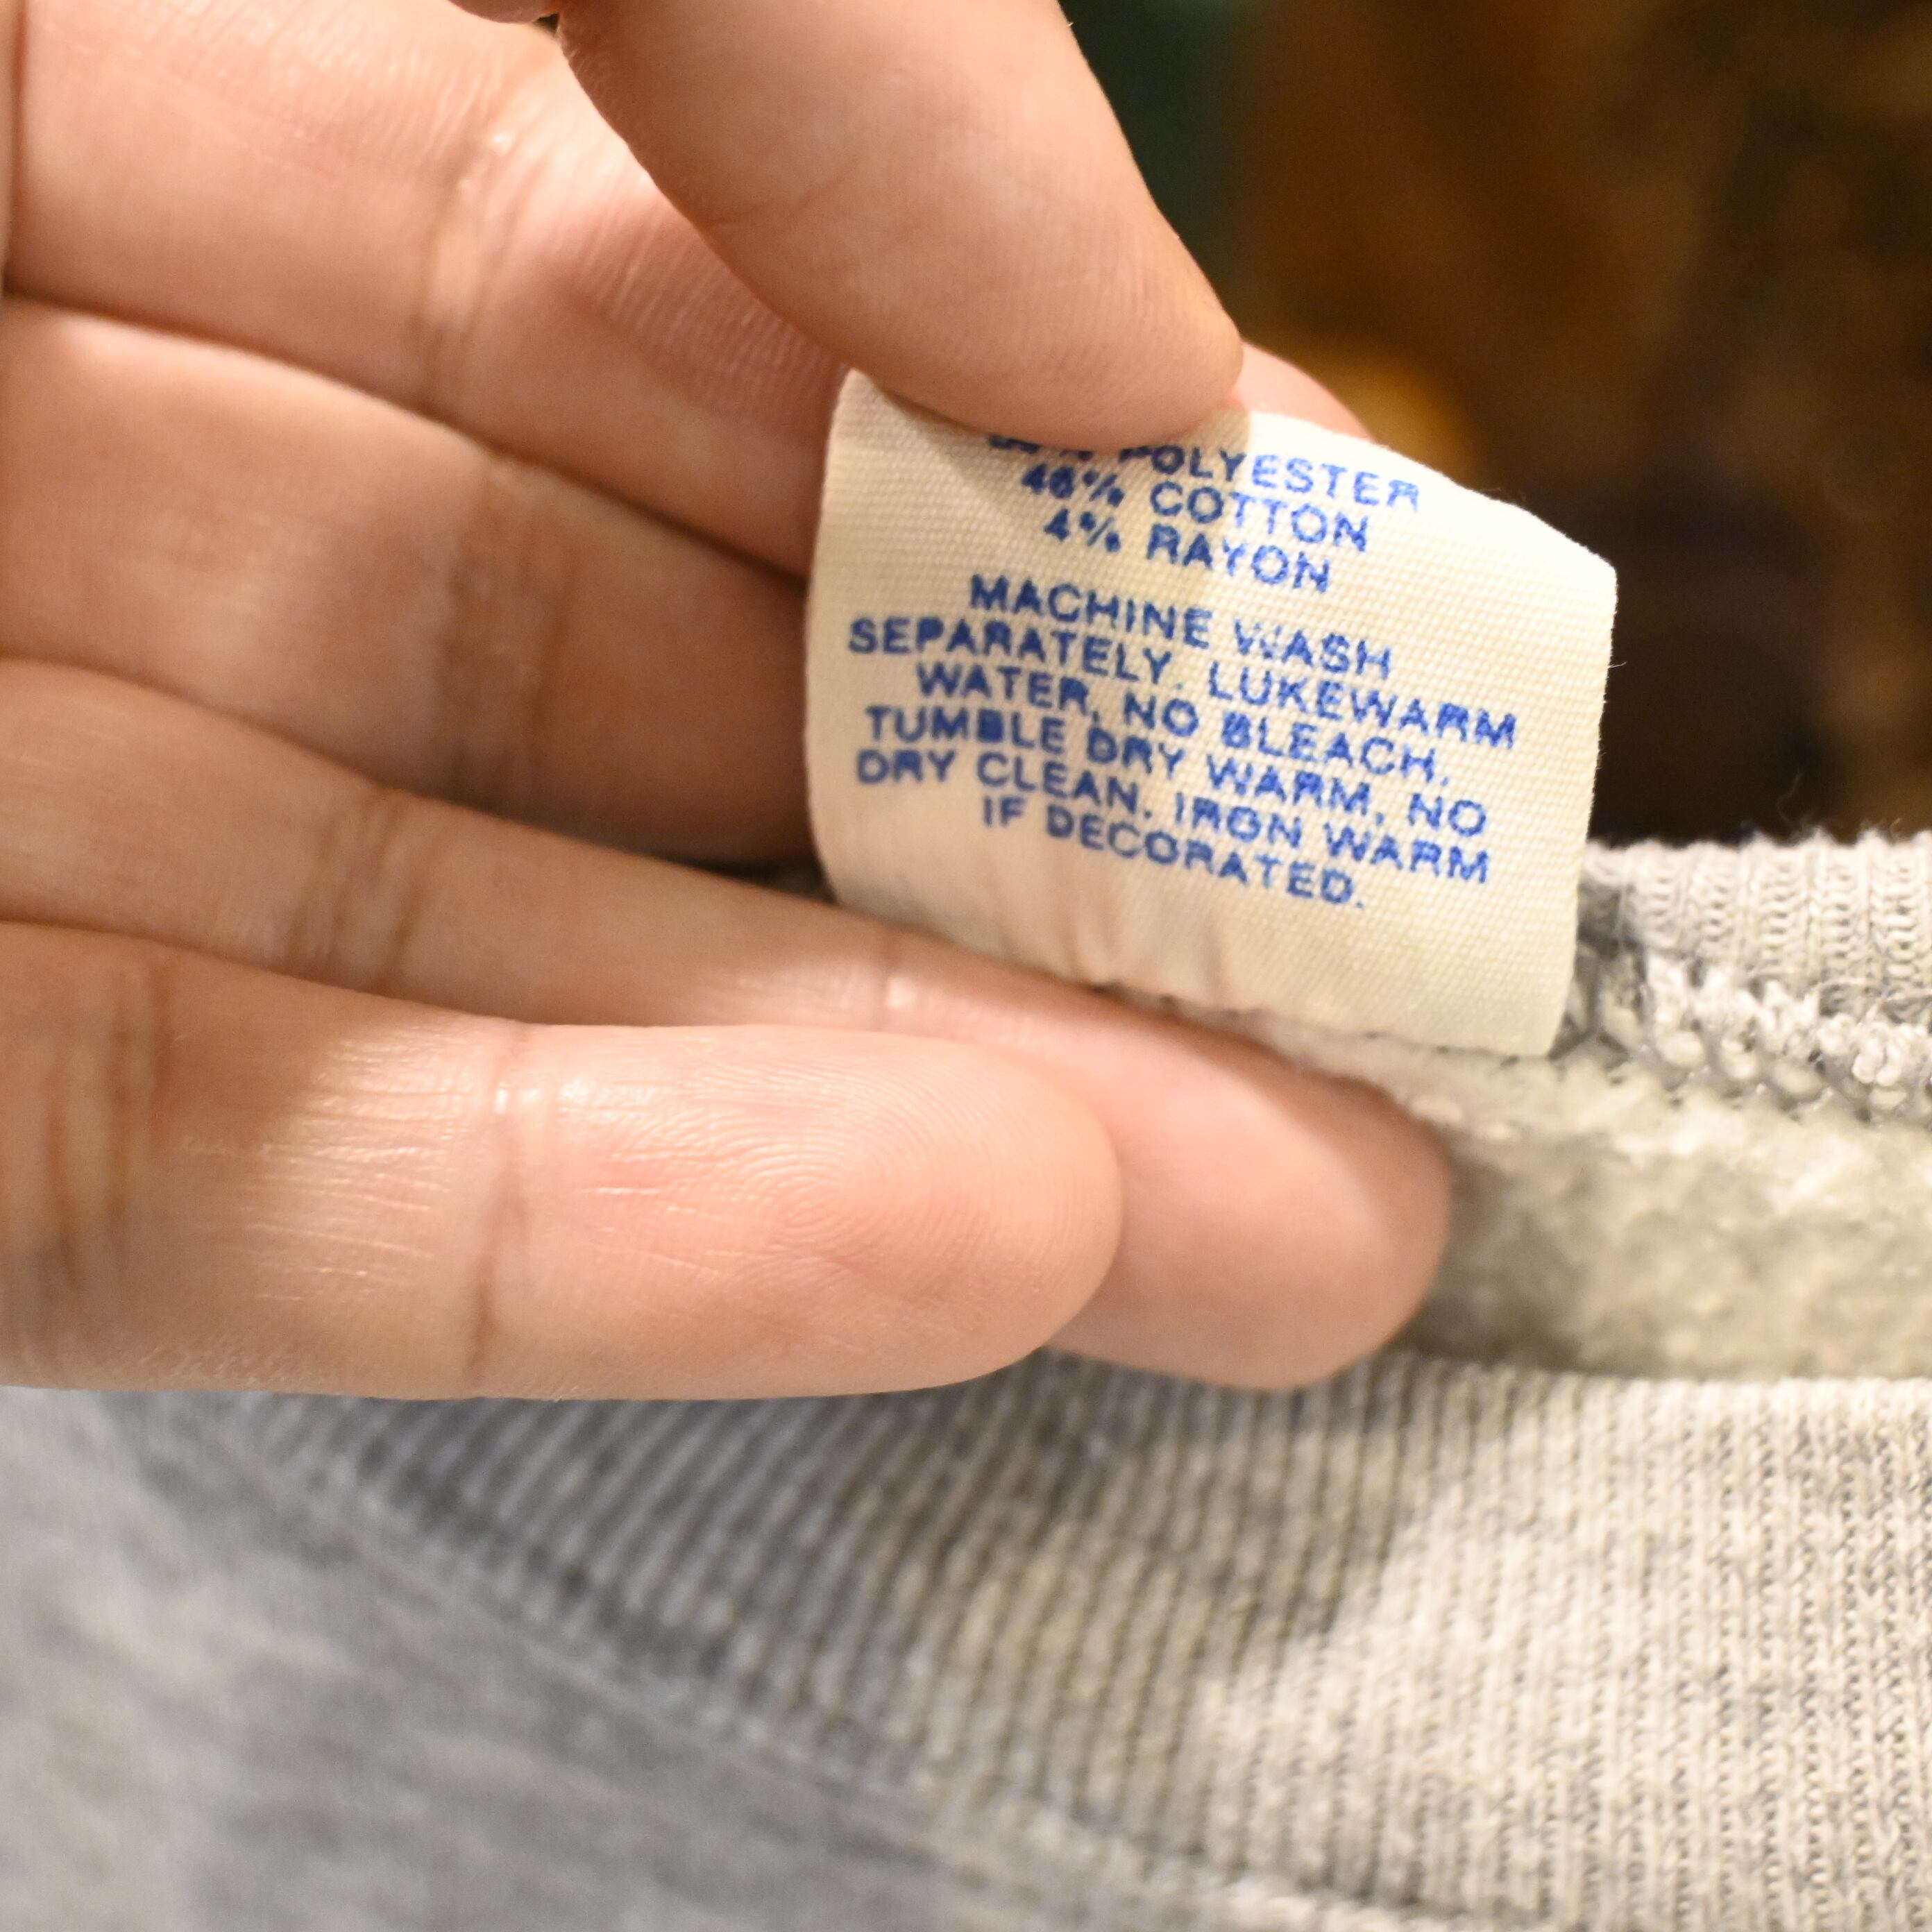 POLYESTER
46% COTTON
4% RAYON
MACHINE WASH
SEPARATELY. LUKEWARM
WATER, NO BLEACH.
TUMBLE DRY WARM, NO
DRY CLEAN. IRON WARM
IF DECORATED.